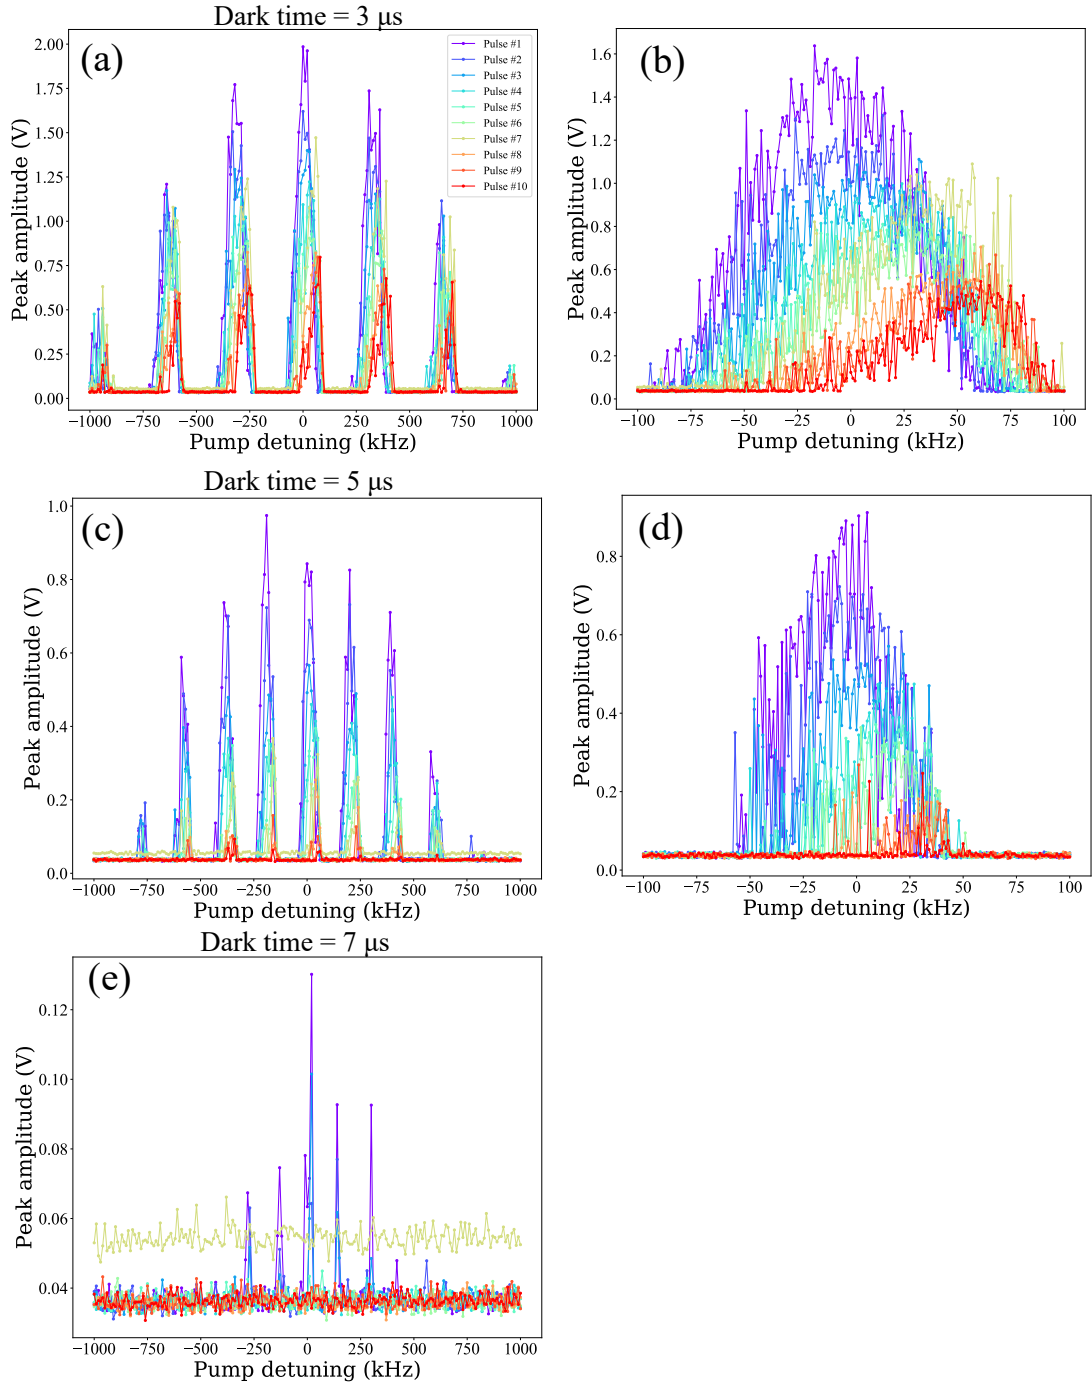 Dark time = 3 μs
(a)
Pulse #1
Pulse #2
Pulse #3
Pulse #4
Pulse #5
Pulse #6
Pulse #7
Pulse #8
Pulse #9
Pulse #10
Peak amplitude (V)
2.00
1.75
1.50
1.25
1.00
0.75
0.50
0.25
0.00
−1000 −750 −500 −250 0 250 500 750 1000
Pump detuning (kHz)
(b)
Peak amplitude (V)
1.6
1.4
1.2
1.0
0.8
0.6
0.4
0.2
0.0
−100 −75 −50 −25 0 25 50 75 100
Pump detuning (kHz)
Dark time = 5 μs
(c)
Peak amplitude (V)
1.0
0.8
0.6
0.4
0.2
0.0
−1000 −750 −500 −250 0 250 500 750 1000
Pump detuning (kHz)
(d)
Peak amplitude (V)
0.8
0.6
0.4
0.2
0.0
−100 −75 −50 −25 0 25 50 75 100
Pump detuning (kHz)
Dark time = 7 μs
(e)
Peak amplitude (V)
0.12
0.10
0.08
0.06
0.04
−1000 −750 −500 −250 0 250 500 750 1000
Pump detuning (kHz)